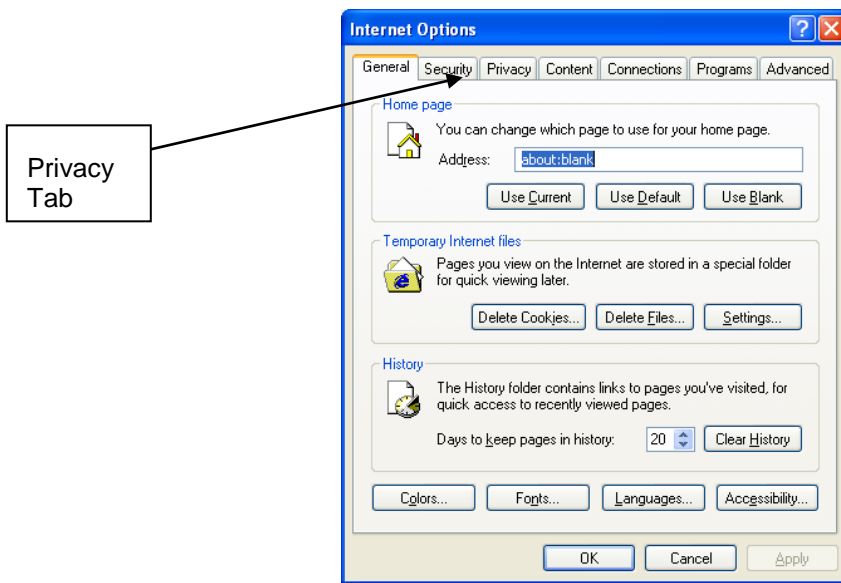 Internet Options
General Security Privacy Content Connections Programs Advanced
Privacy
Tab
Home page
You can change which page to use for your home page.
Address: about:blank
Use Current Use Default Use Blank
Temporary Internet files
Pages you view on the Internet are stored in a special folder
for quick viewing later.
Delete Cookies... Delete Files... Settings...
History
The History folder contains links to pages you've visited, for
quick access to recently viewed pages.
Days to keep pages in history: 20 Clear History
Colors... Fonts... Languages... Accessibility...
OK Cancel Apply